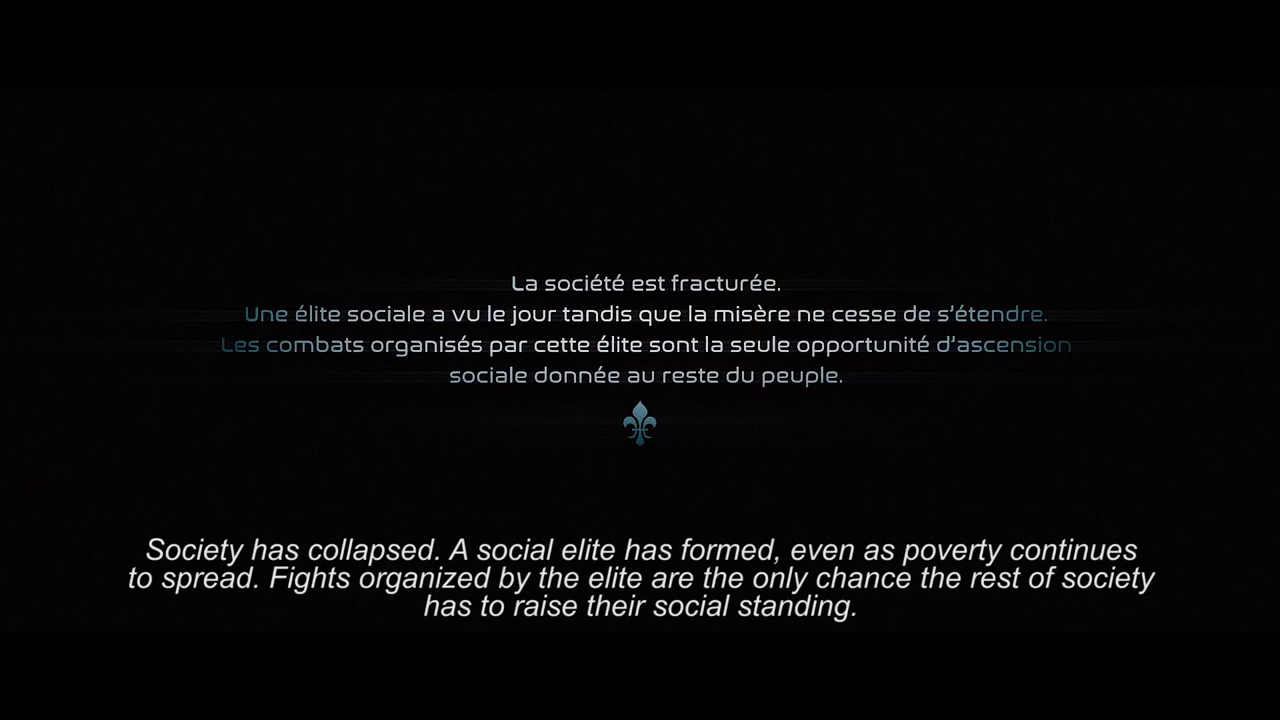 La société est fracturée.
Une élite sociale a vu le jour tandis que la misère ne cesse de s'étendre.
Les combats organisés par cette élite sont la seule opportunité d'ascension
sociale donnée au reste du peuple.
Society has collapsed. A social elite has formed, even as poverty continues
to spread. Fights organized by the elite are the only chance the rest of society
has to raise their social standing.